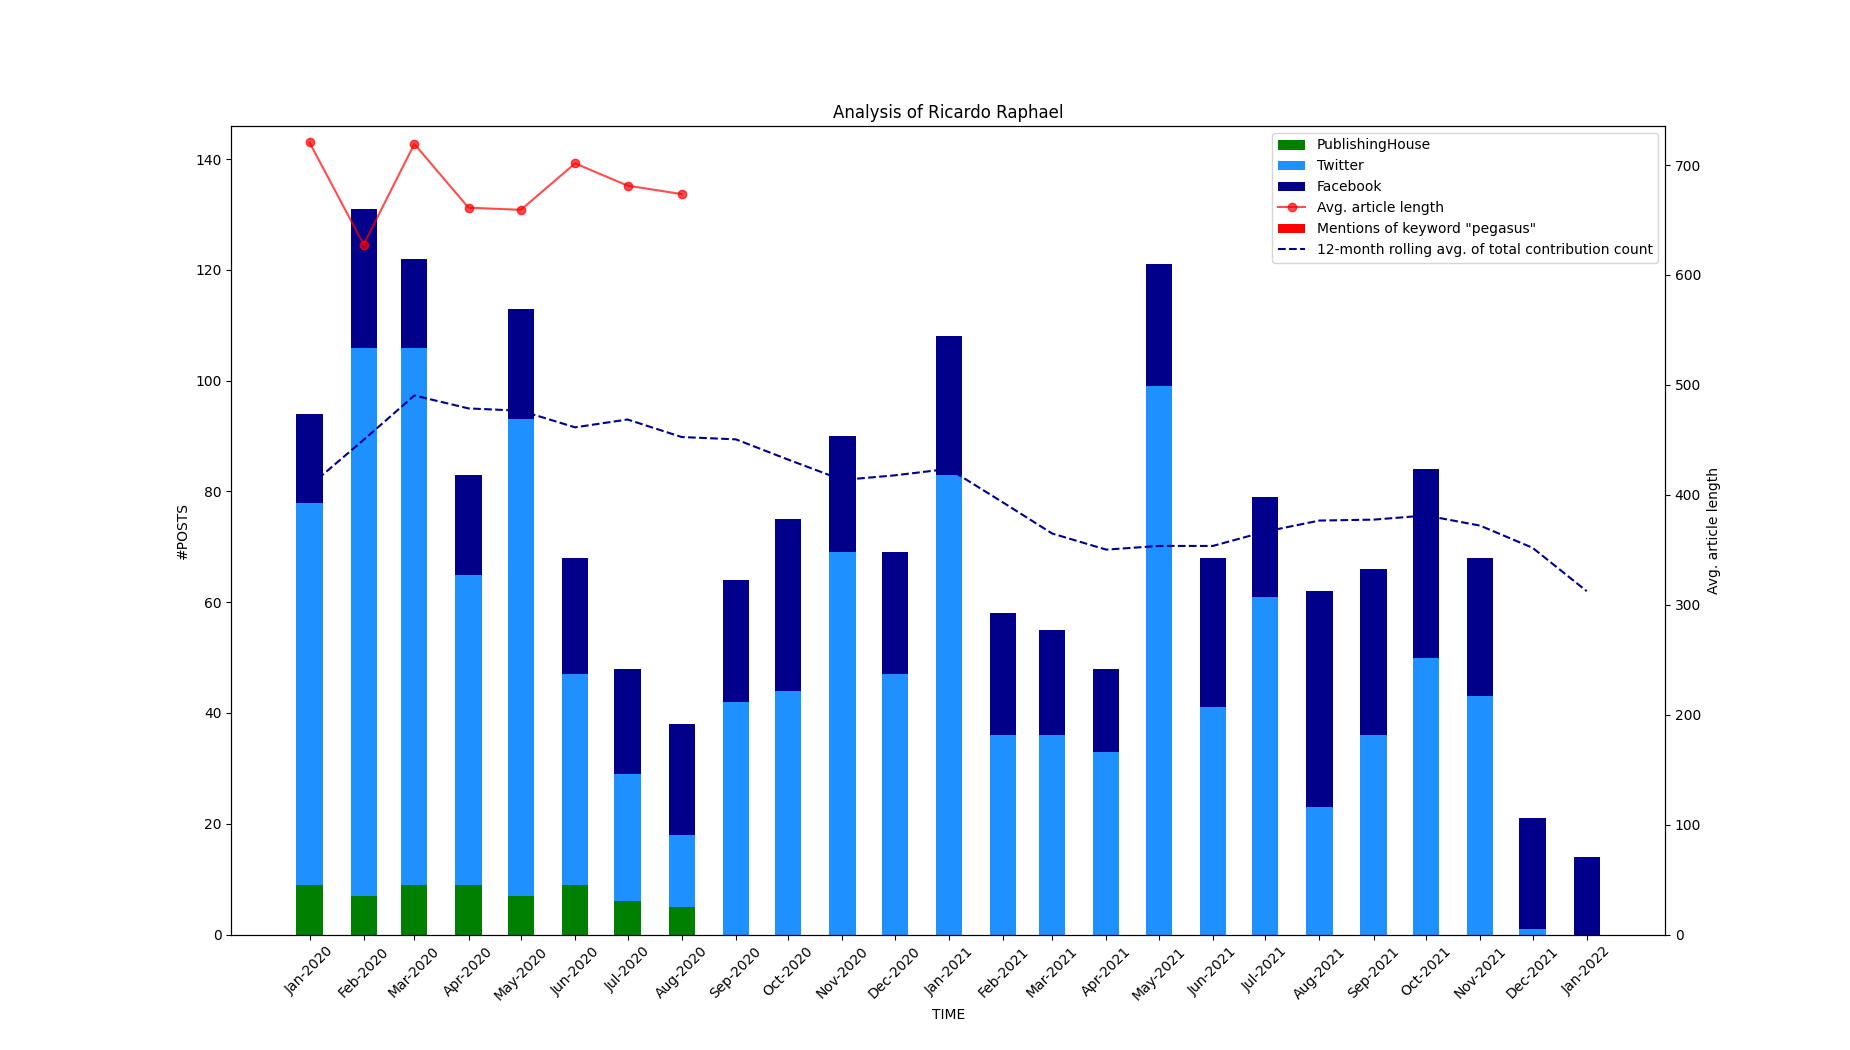 Analysis of Ricardo Raphael
PublishingHouse
Twitter
Facebook
Avg. article length
Mentions of keyword "pegasus"
12-month rolling avg. of total contribution count
140
120
100
80
60
40
20
0
#POSTS
700
600
500
400
300
200
100
0
Avg. article length
Jan-2020
Feb-2020
Mar-2020
Apr-2020
May-2020
Jun-2020
Jul-2020
Aug-2020
Sep-2020
Oct-2020
Nov-2020
Dec-2020
Jan-2021
Feb-2021
Mar-2021
Apr-2021
May-2021
Jun-2021
Jul-2021
Aug-2021
Sep-2021
Oct-2021
Nov-2021
Dec-2021
Jan-2022
TIME